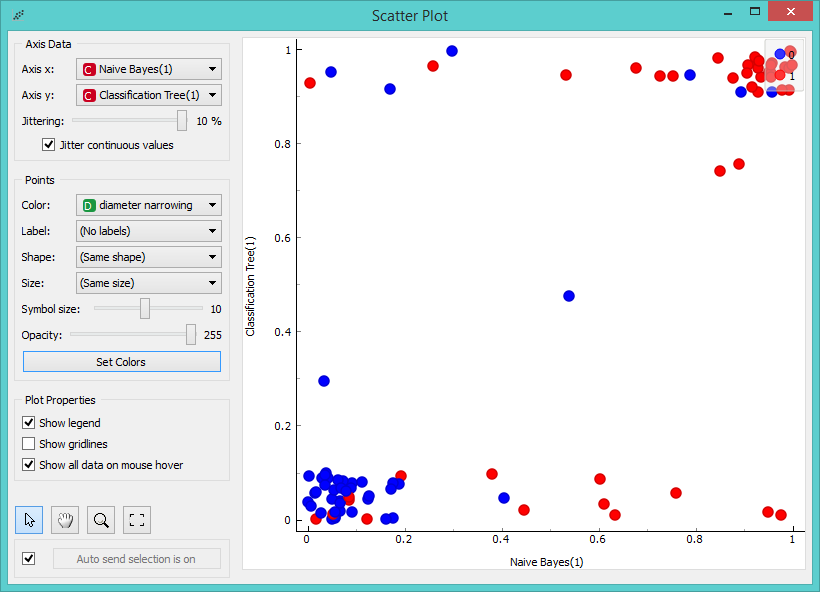 Scatter Plot
Axis Data
Axis x: C Naive Bayes(1)
Axis y: C Classification Tree(1)
Jittering: 10 %
Jitter continuous values
Points
Color: D diameter narrowing
Label: (No labels)
Shape: (Same shape)
Size: (Same size)
Symbol size: 10
Opacity: 255
Set Colors
Plot Properties
Show legend
Show gridlines
Show all data on mouse hover
Auto send selection is on
Classification Tree(1)
1
0.8
0.6
0.4
0.2
0
0 0.2 0.4 0.6 0.8 1
Naive Bayes(1)
0
1